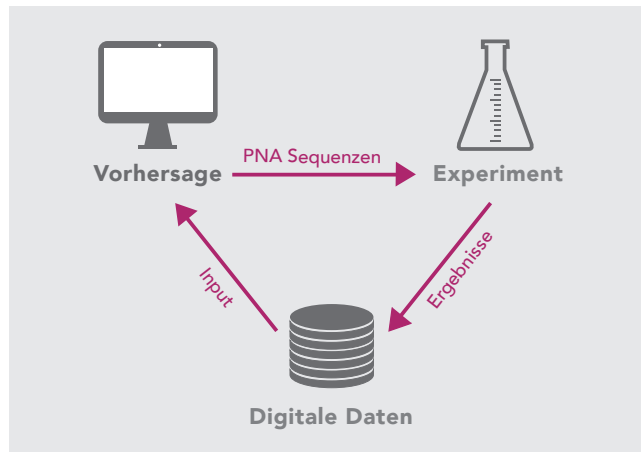 PNA Sequenzen
Vorhersage
Experiment
Input
Ergebnisse
Digitale Daten